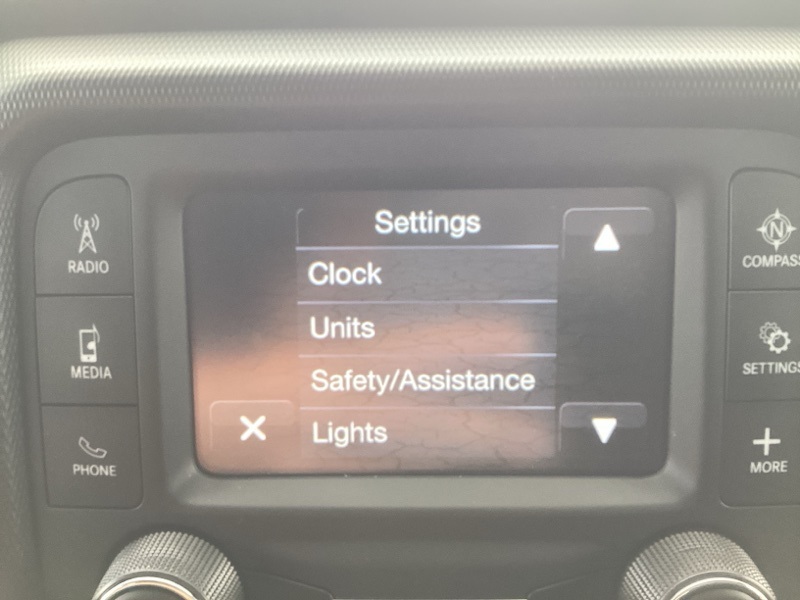 Settings
Clock
Units
Safety/Assistance
Lights
RADIO
MEDIA
PHONE
N
COMPASS
SETTINGS
MORE